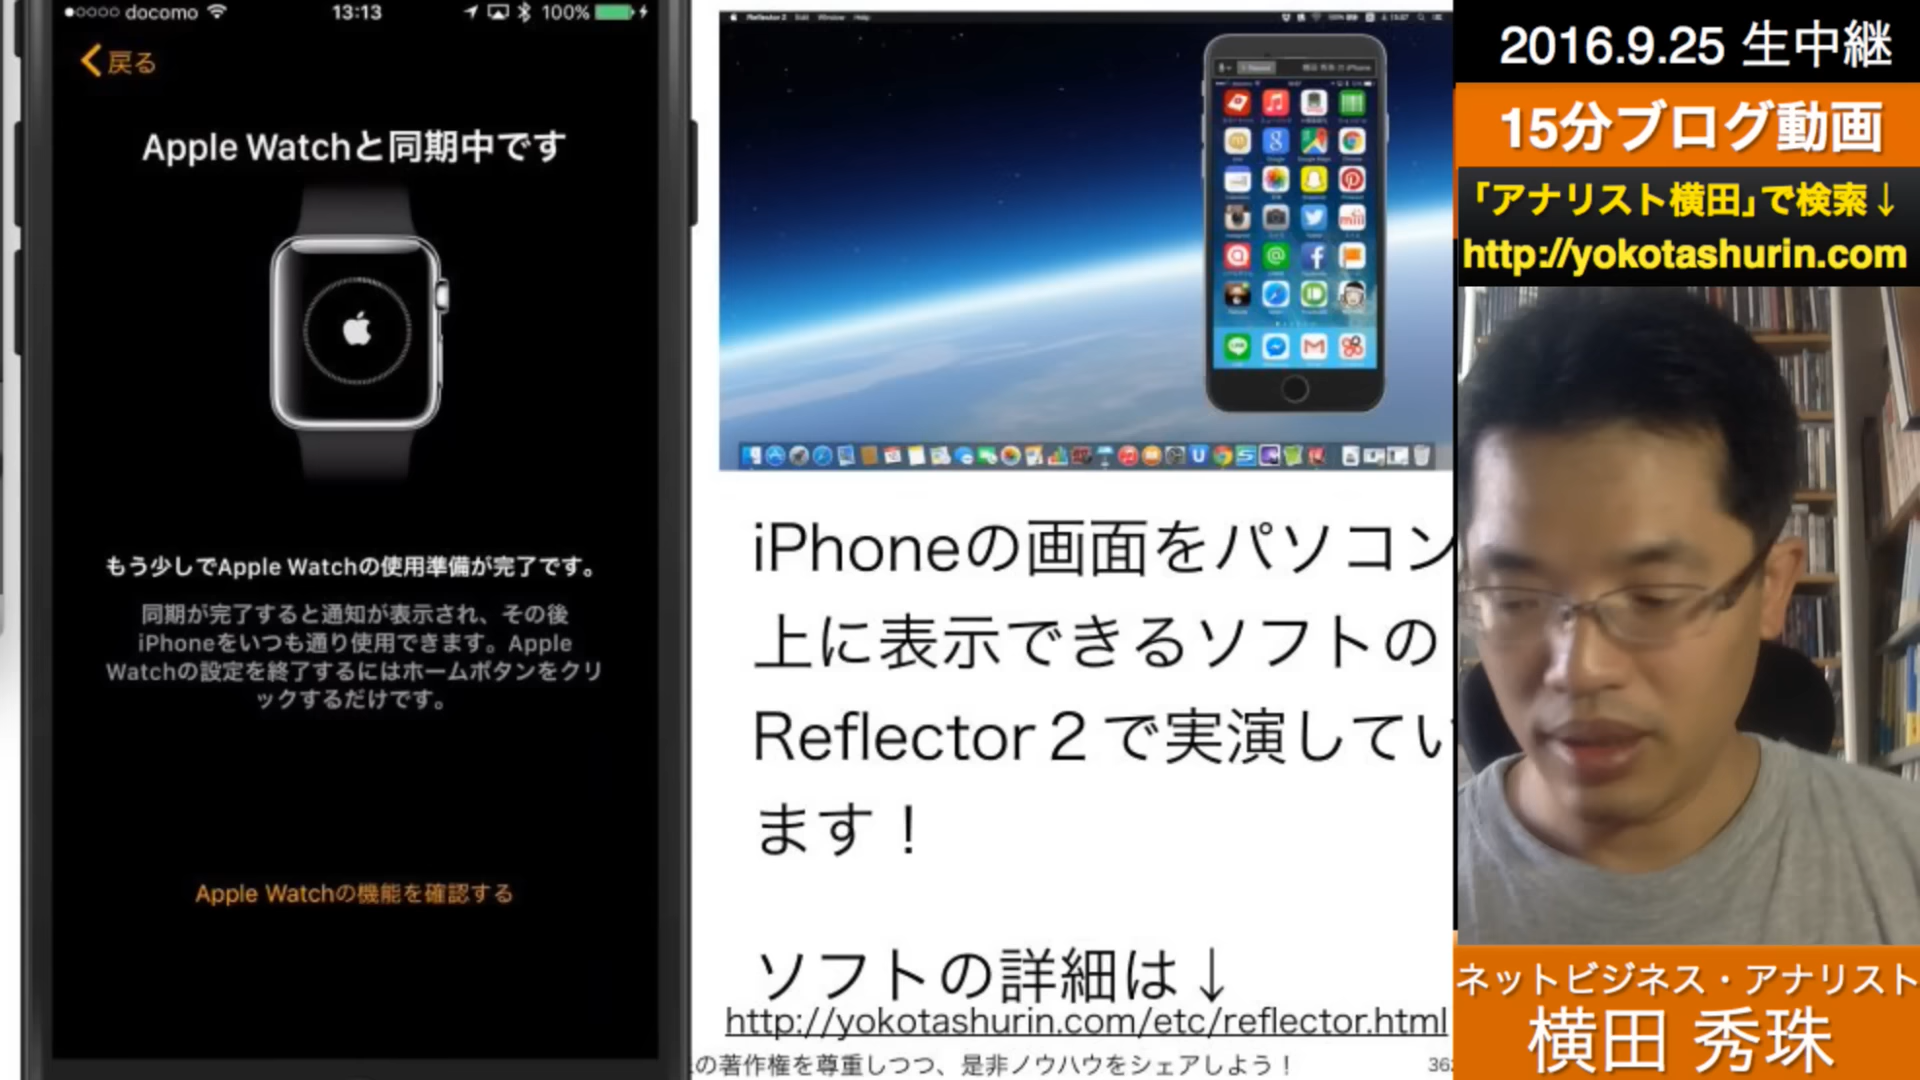 docomo
13:13
100%
戻る
Apple Watchと同期中です
もう少しでApple Watchの使用準備が完了です。
同期が完了すると通知が表示され、その後
iPhoneをいつも通り使用できます。Apple
Watchの設定を終了するにはホームボタンをクリ
ックするだけです。
Apple Watchの機能を確認する
iPhoneの画面をパソコン
上に表示できるソフトの
Reflector２で実演してい
ます！
ソフトの詳細は↓
http://yokotashurin.com/etc/reflector.html
の著作権を尊重しつつ、是非ノウハウをシェアしよう！
2016.9.25 生中継
15分ブログ動画
「アナリスト横田」で検索↓
http://yokotashurin.com
ネットビジネス・アナリスト
横田 秀珠